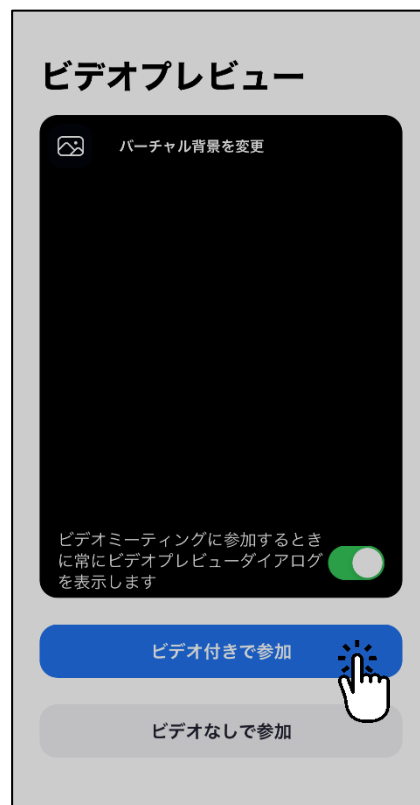 ビデオプレビュー
バーチャル背景を変更
ビデオミーティングに参加するとき
に常にビデオプレビューダイアログ
を表示します
ビデオ付きで参加
ビデオなしで参加